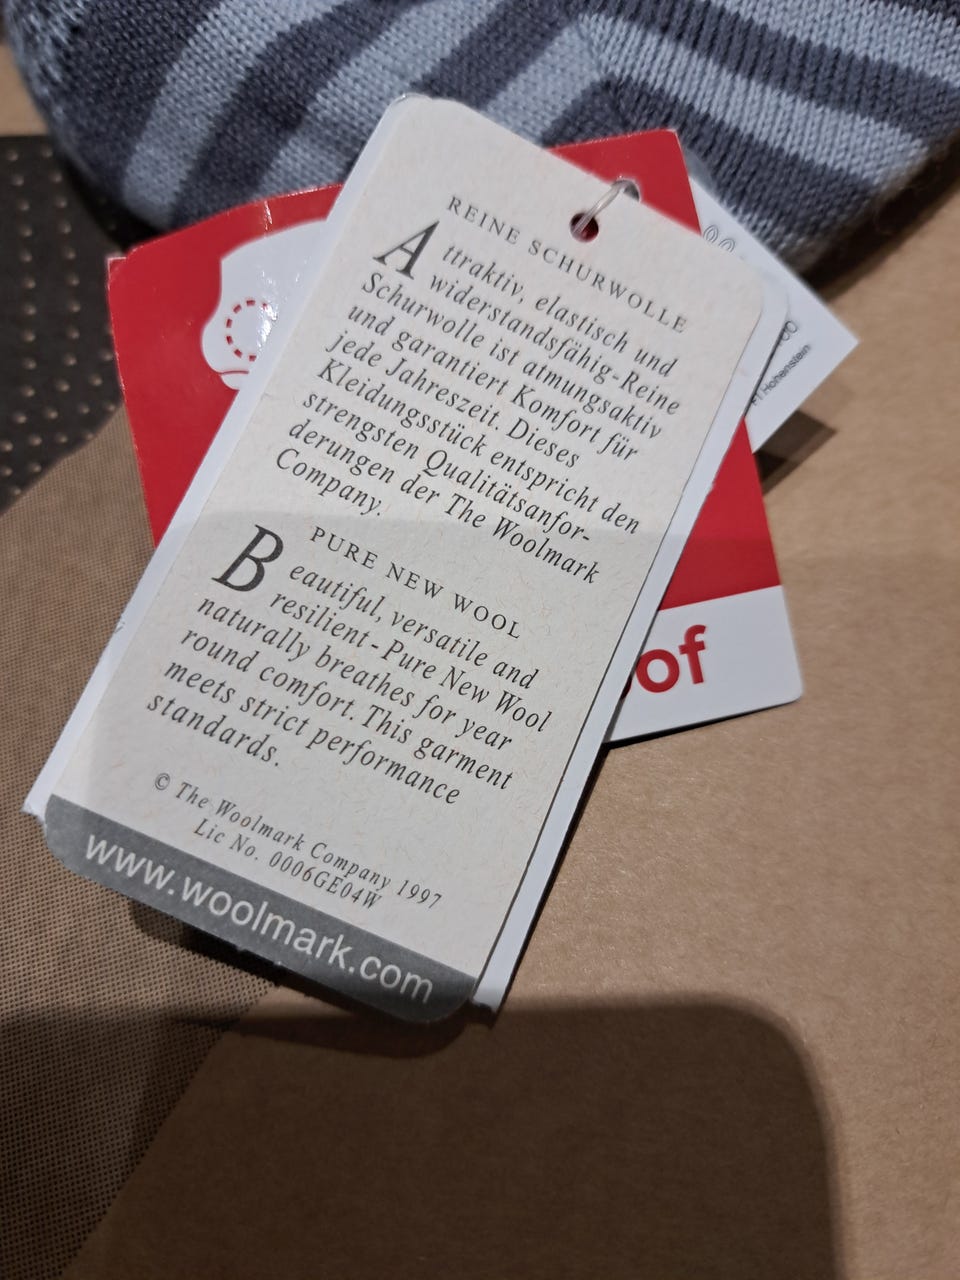 REINE SCHURWOLLE
Attraktiv, elastisch und
widerstandsfähig-Reine
Schurwolle ist atmungsaktiv
und garantiert Komfort für
jede Jahreszeit. Dieses
Kleidungsstück entspricht den
strengsten Qualitätsanfor-
derungen der The Woolmark
Company.
PURE NEW WOOL
Beautiful, versatile and
resilient-Pure New Wool
naturally breathes for year
round comfort. This garment
meets strict performance
standards.
© The Woolmark Company 1997
Lic No. 0006GE04W
www.woolmark.com
of
Hohenstein